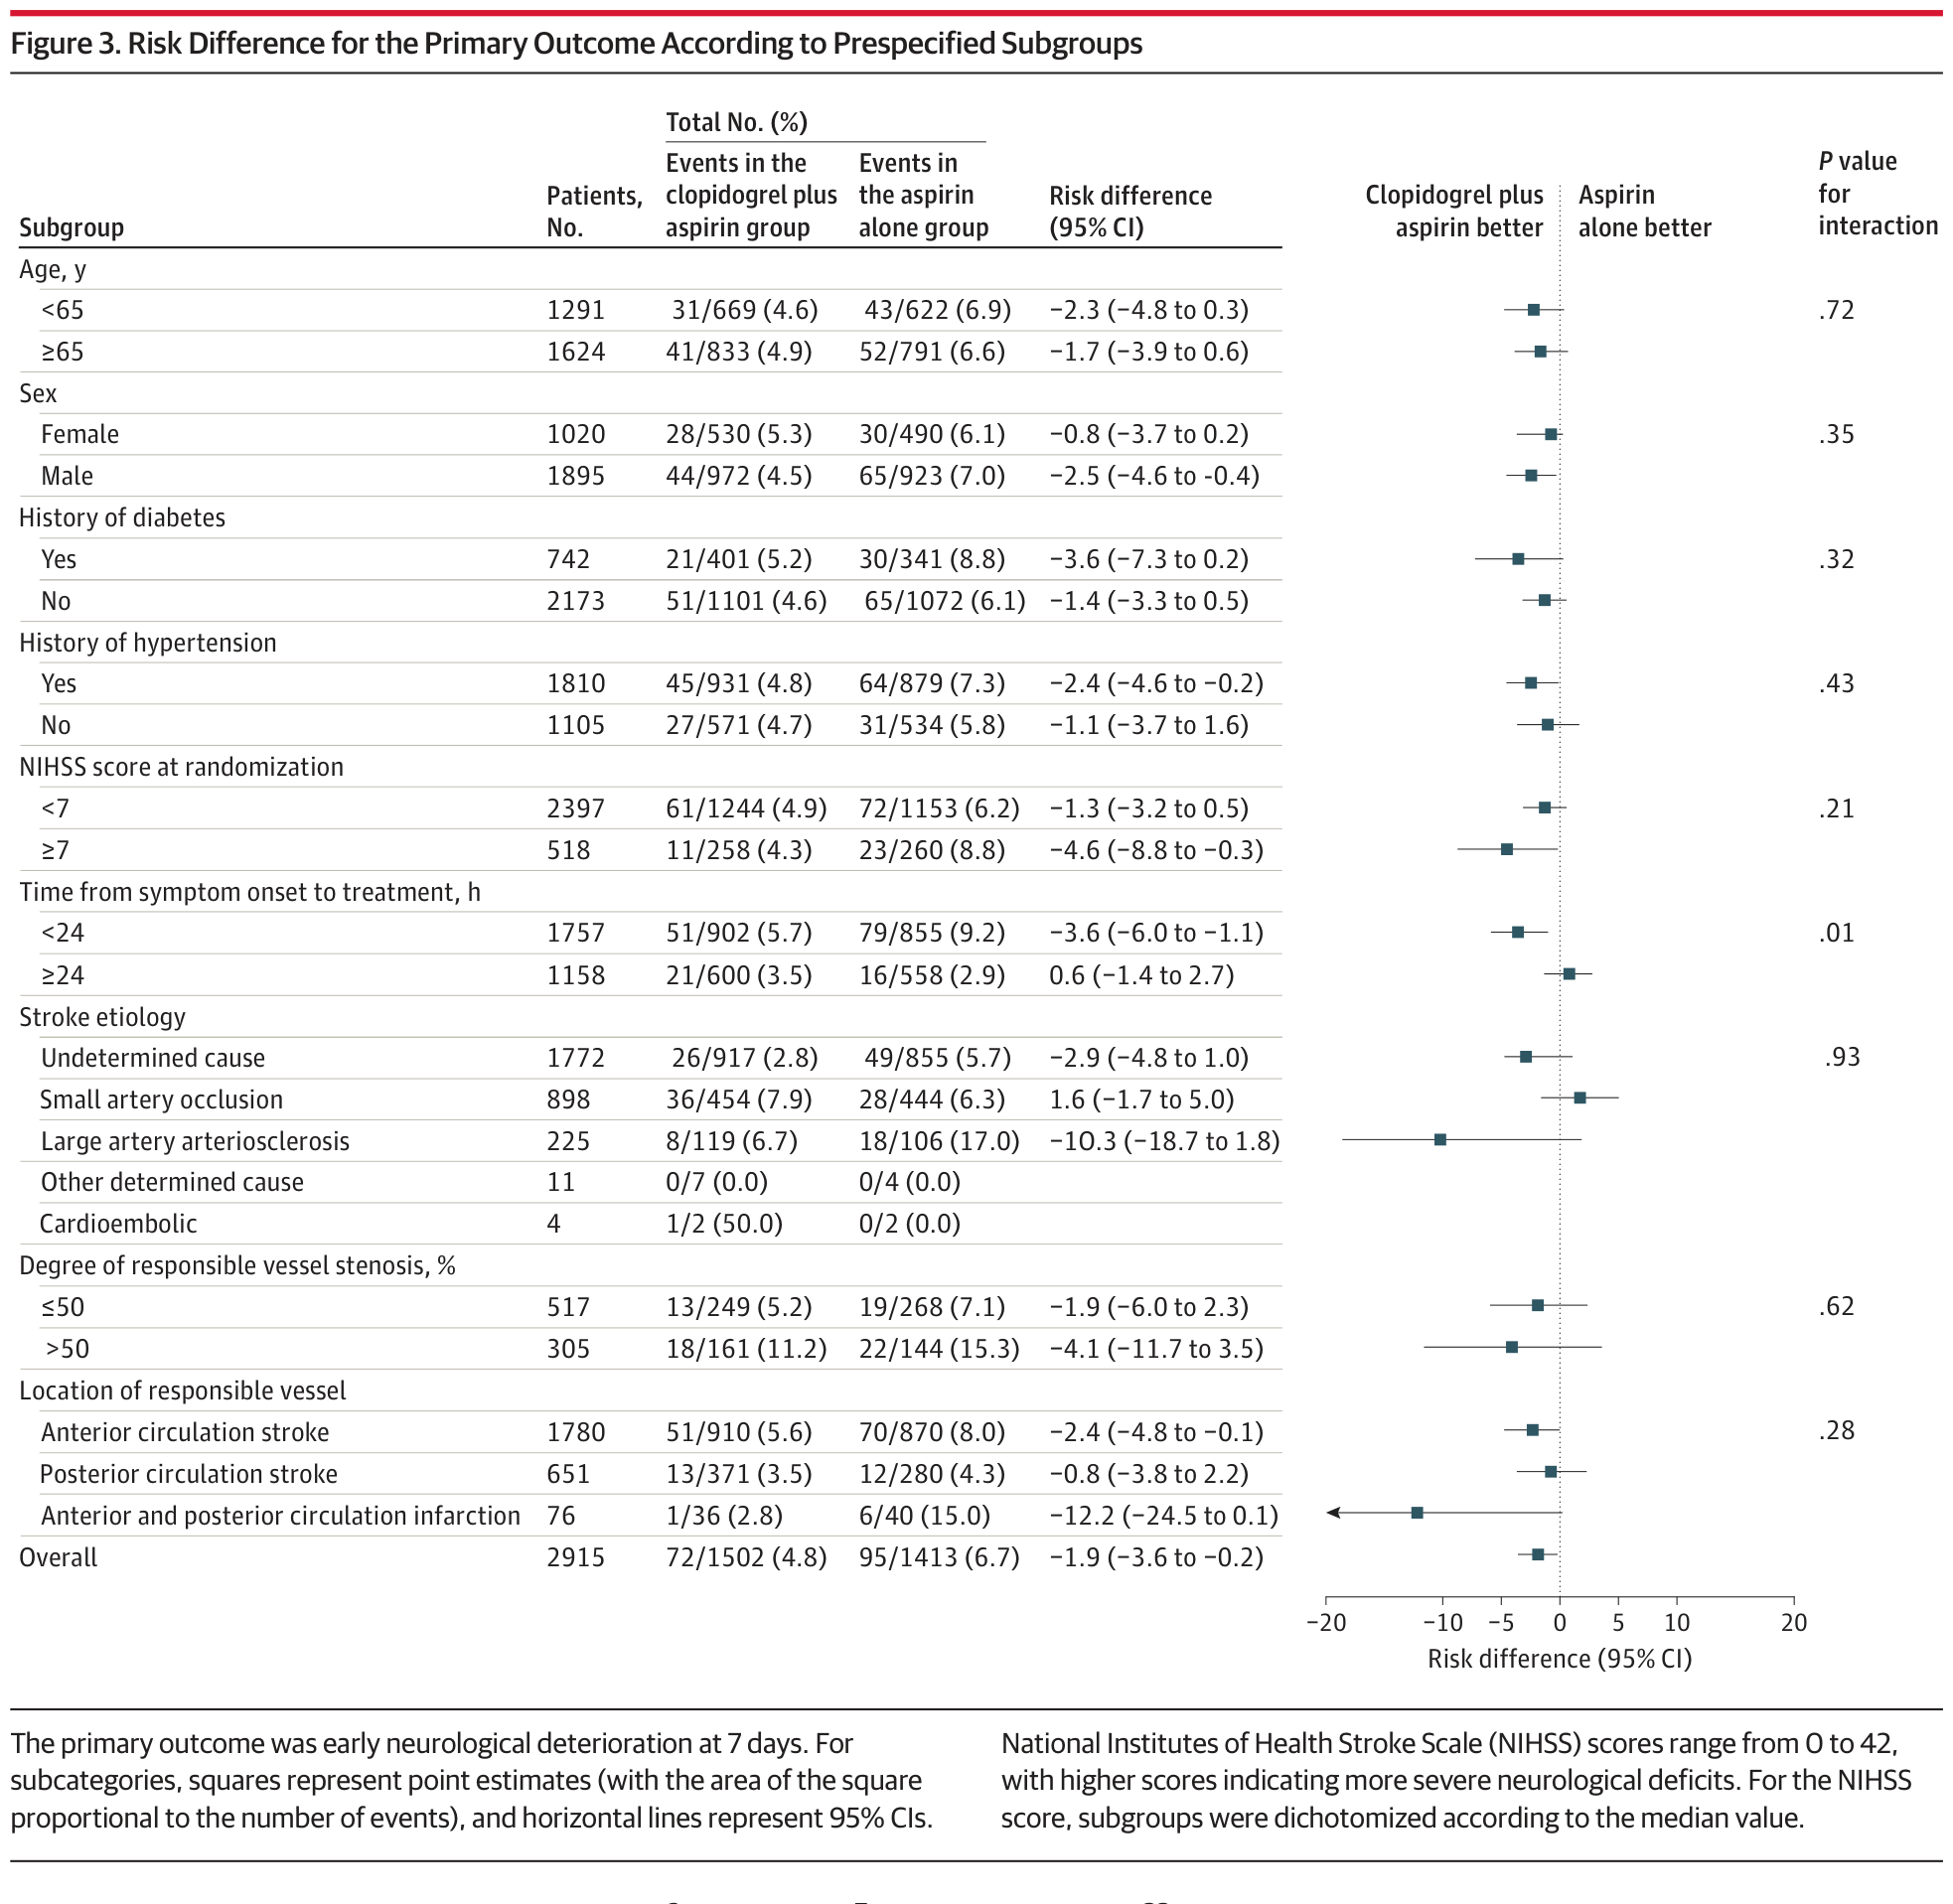 Figure 3. Risk Difference for the Primary Outcome According to Prespecified Subgroups
Total No. (%)
Subgroup Patients, No. Events in the clopidogrel plus aspirin group Events in the aspirin alone group Risk difference (95% CI) Clopidogrel plus aspirin better Aspirin alone better P value for interaction
Age, y
<65 1291 31/669 (4.6) 43/622 (6.9) −2.3 (−4.8 to 0.3) .72
≥65 1624 41/833 (4.9) 52/791 (6.6) −1.7 (−3.9 to 0.6)
Sex
Female 1020 28/530 (5.3) 30/490 (6.1) −0.8 (−3.7 to 0.2) .35
Male 1895 44/972 (4.5) 65/923 (7.0) −2.5 (−4.6 to -0.4)
History of diabetes
Yes 742 21/401 (5.2) 30/341 (8.8) −3.6 (−7.3 to 0.2) .32
No 2173 51/1101 (4.6) 65/1072 (6.1) −1.4 (−3.3 to 0.5)
History of hypertension
Yes 1810 45/931 (4.8) 64/879 (7.3) −2.4 (−4.6 to −0.2) .43
No 1105 27/571 (4.7) 31/534 (5.8) −1.1 (−3.7 to 1.6)
NIHSS score at randomization
<7 2397 61/1244 (4.9) 72/1153 (6.2) −1.3 (−3.2 to 0.5) .21
≥7 518 11/258 (4.3) 23/260 (8.8) −4.6 (−8.8 to −0.3)
Time from symptom onset to treatment, h
<24 1757 51/902 (5.7) 79/855 (9.2) −3.6 (−6.0 to −1.1) .01
≥24 1158 21/600 (3.5) 16/558 (2.9) 0.6 (−1.4 to 2.7)
Stroke etiology
Undetermined cause 1772 26/917 (2.8) 49/855 (5.7) −2.9 (−4.8 to 1.0) .93
Small artery occlusion 898 36/454 (7.9) 28/444 (6.3) 1.6 (−1.7 to 5.0)
Large artery arteriosclerosis 225 8/119 (6.7) 18/106 (17.0) −10.3 (−18.7 to 1.8)
Other determined cause 11 0/7 (0.0) 0/4 (0.0)
Cardioembolic 4 1/2 (50.0) 0/2 (0.0)
Degree of responsible vessel stenosis, %
≤50 517 13/249 (5.2) 19/268 (7.1) −1.9 (−6.0 to 2.3) .62
>50 305 18/161 (11.2) 22/144 (15.3) −4.1 (−11.7 to 3.5)
Location of responsible vessel
Anterior circulation stroke 1780 51/910 (5.6) 70/870 (8.0) −2.4 (−4.8 to −0.1) .28
Posterior circulation stroke 651 13/371 (3.5) 12/280 (4.3) −0.8 (−3.8 to 2.2)
Anterior and posterior circulation infarction 76 1/36 (2.8) 6/40 (15.0) −12.2 (−24.5 to 0.1)
Overall 2915 72/1502 (4.8) 95/1413 (6.7) −1.9 (−3.6 to −0.2)
−20 −10 −5 0 5 10 20
Risk difference (95% CI)
The primary outcome was early neurological deterioration at 7 days. For
subcategories, squares represent point estimates (with the area of the square
proportional to the number of events), and horizontal lines represent 95% CIs.
National Institutes of Health Stroke Scale (NIHSS) scores range from 0 to 42,
with higher scores indicating more severe neurological deficits. For the NIHSS
score, subgroups were dichotomized according to the median value.